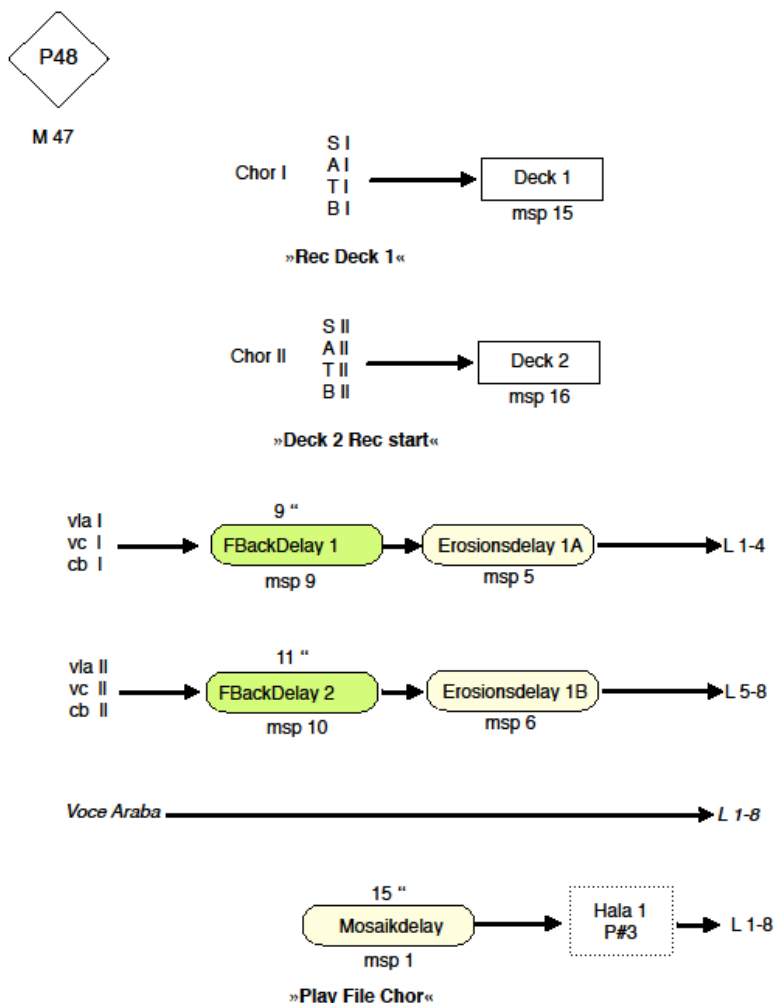 P48
M 47
S I
Chor I
A I
T I
B I
Deck 1
msp 15
»Rec Deck 1«
S II
Chor II
A II
T II
B II
Deck 2
msp 16
»Deck 2 Rec start«
9 “
vla I
vc I
cb I
FBackDelay 1
Erosionsdelay 1A
L 1-4
msp 9
msp 5
11 “
vla II
vc II
cb II
FBackDelay 2
Erosionsdelay 1B
L 5-8
msp 10
msp 6
Voce Araba
L 1-8
15 “
Mosaikdelay
Hala 1
P#3
L 1-8
msp 1
»Play File Chor«